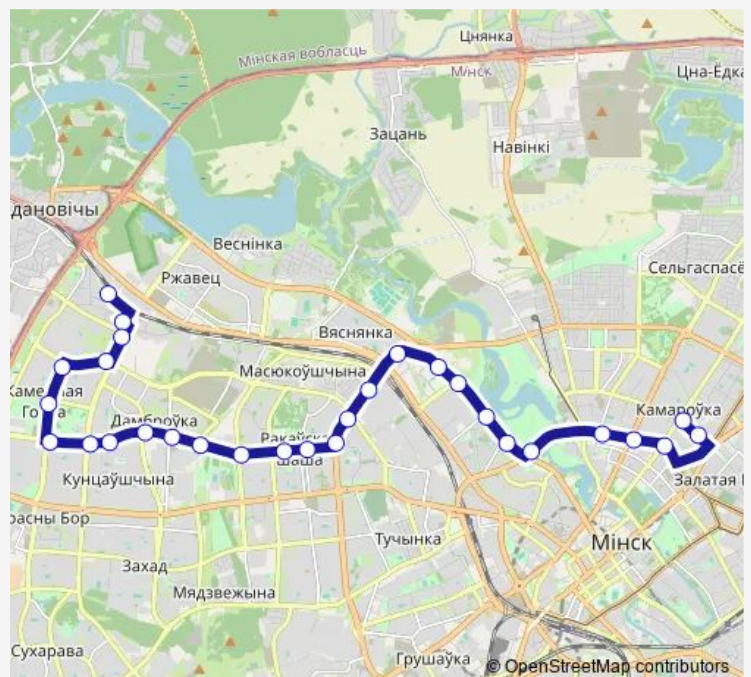 Цнянка
Мінская вобласць
Мінск
Цна-Ёдка
Зацань
Навінкі
дановічы
Веснінка
Сельгаспасё
Ржавец
Вяснянка
Масюкоўшчына
Каменная
Горка
Камароўка
Дамброўка
Ракаўская
шаша
Кунцаўшчына
Залатая
расны Бор
Тучынка
Мінск
Захад
Мядзвежына
Сухарава
Грушаўка
© OpenStreetMap contributors